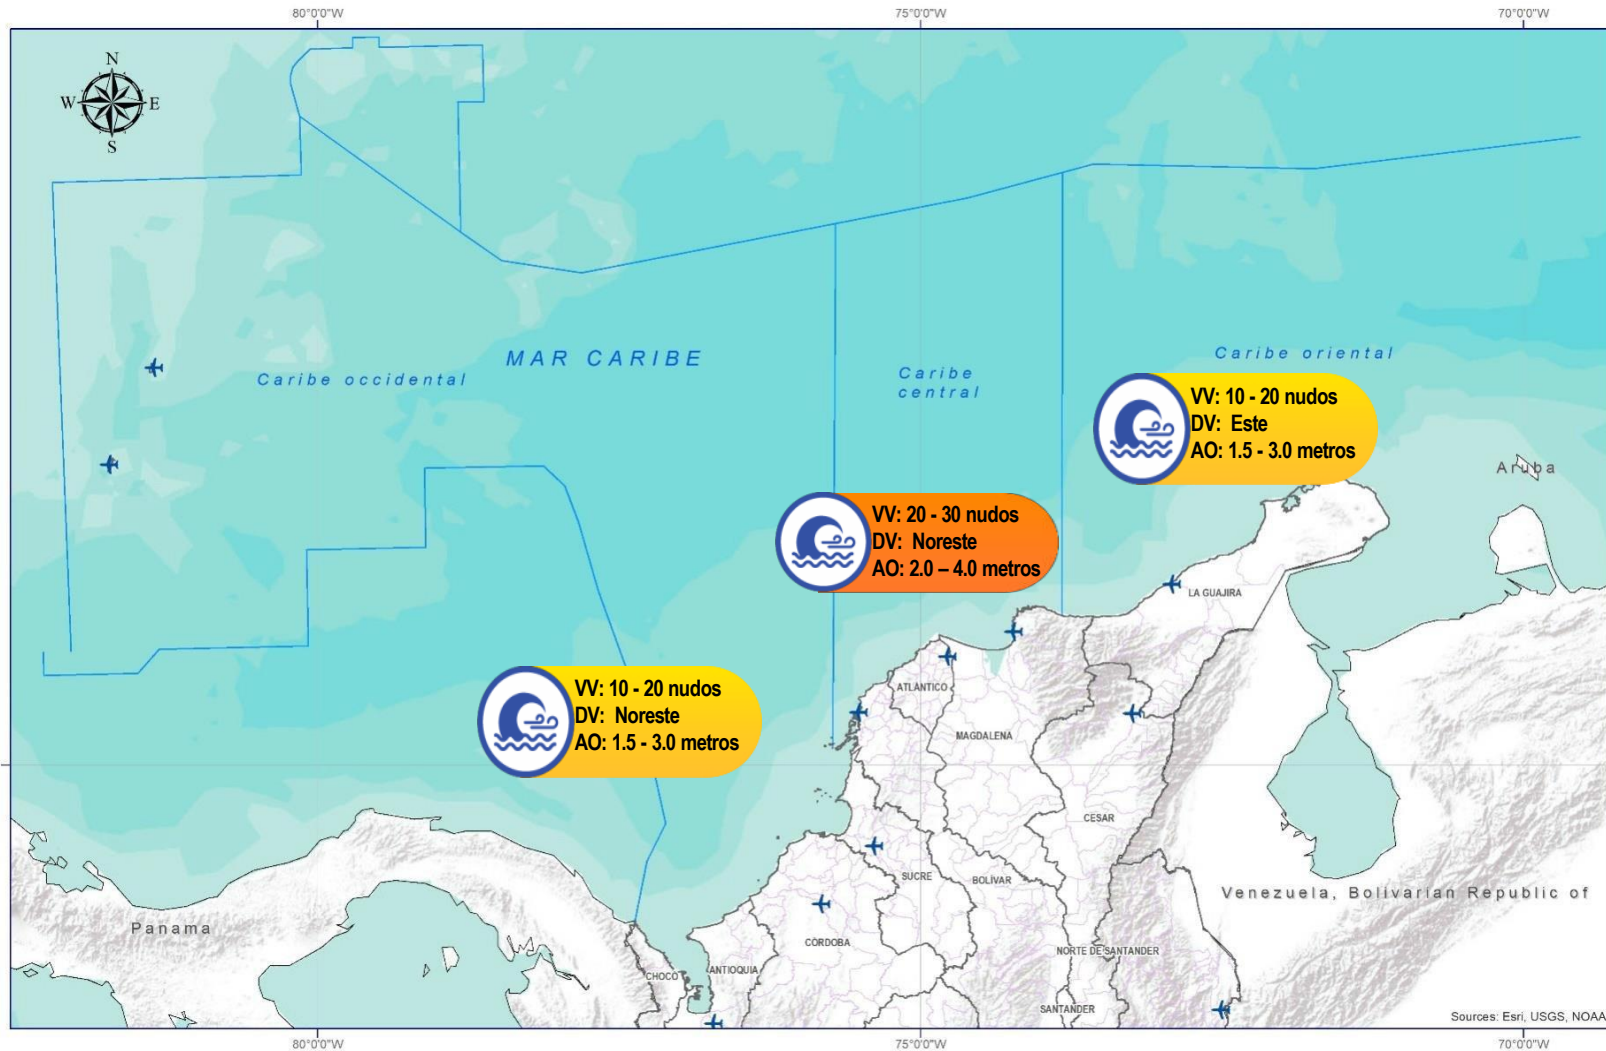 80°0'0"W
75°0'0"W
70°0'0"W
N
W
E
S
MAR CARIBE
Caribe occidental
Caribe
central
Caribe oriental
VV: 10 - 20 nudos
DV: Este
AO: 1.5 - 3.0 metros
Aruba
VV: 20 - 30 nudos
DV: Noreste
AO: 2.0 – 4.0 metros
LA GUAJIRA
VV: 10 - 20 nudos
DV: Noreste
AO: 1.5 - 3.0 metros
ATLÁNTICO
MAGDALENA
CESAR
SUCRE
BOLÍVAR
Venezuela, Bolivarian Republic of
Panama
CÓRDOBA
NORTE DE SANTANDER
CHOCÓ
ANTIOQUIA
SANTANDER
Sources: Esri, USGS, NOAA
80°0'0"W
75°0'0"W
70°0'0"W